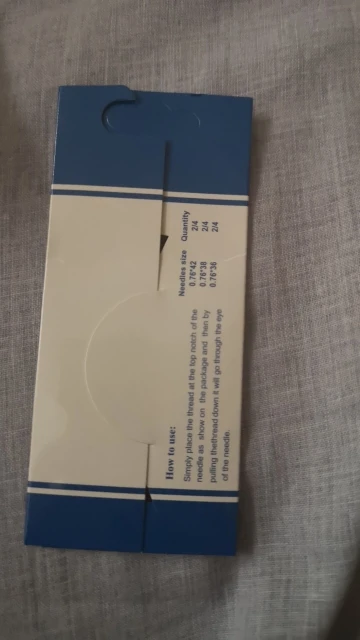 Needles size Quantity
0.76*42 2/4
0.76*38 2/4
0.76*36 2/4
How to use:
Simply place the thread at the top notch of the
needle as show on the package and then by
pulling thethread down it will go through the eye
of the needle.